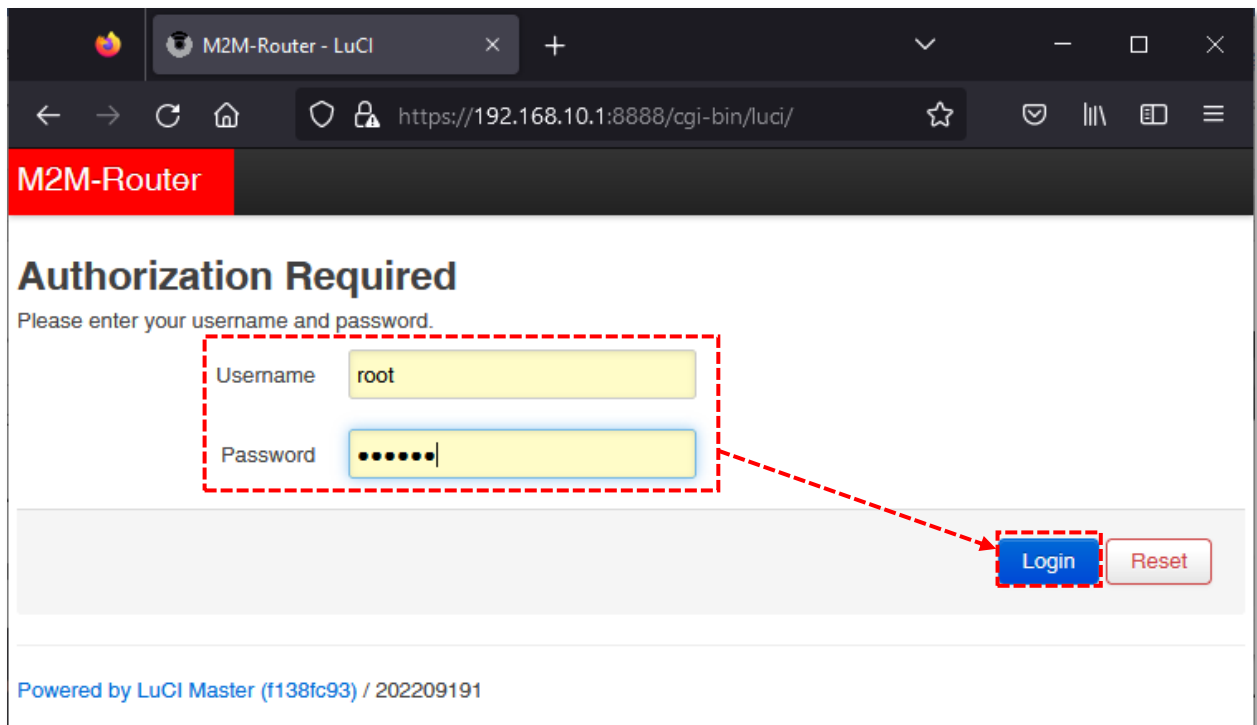 M2M-Router - LuCI
https://192.168.10.1:8888/cgi-bin/luci/
M2M-Router
Authorization Required
Please enter your username and password.
Username root
Password ••••••
Login Reset
Powered by LuCI Master (f138fc93) / 202209191